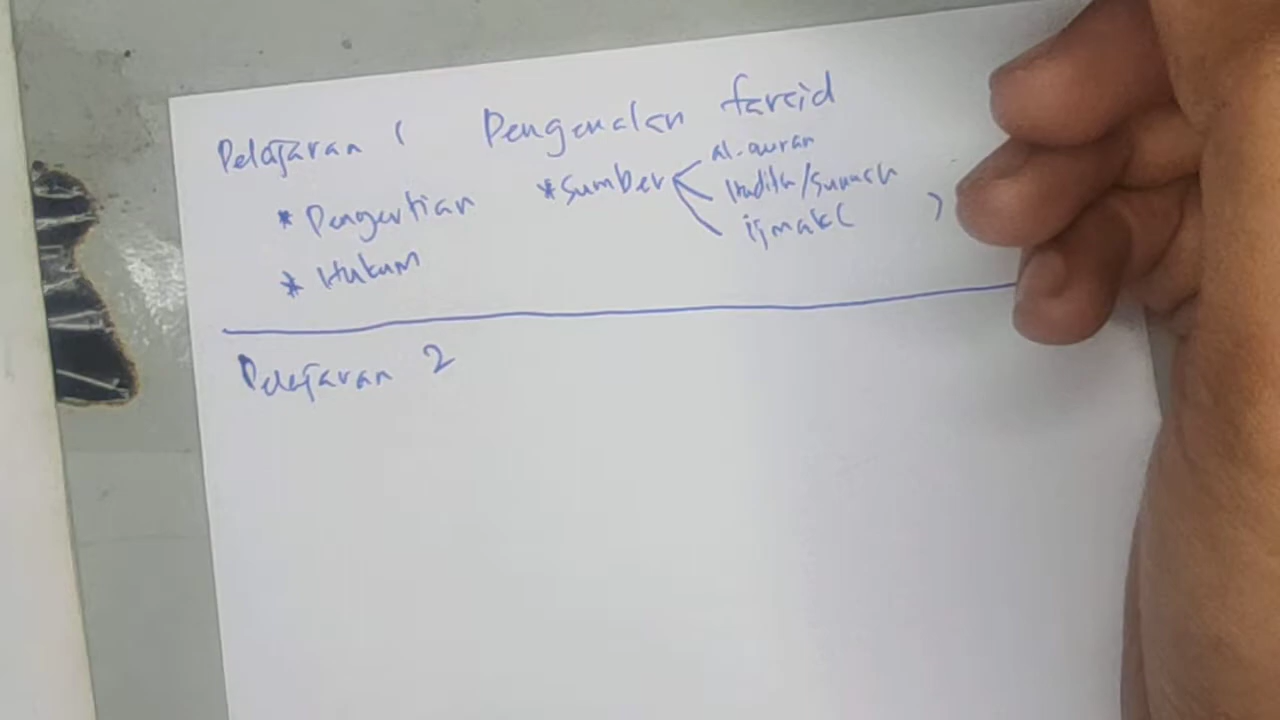 Pelajaran 1 Pengenalan faraid
* Pengertian
* Hukum
* Sumber
al-quran
Hadith/Sunnah
ijmak ( )
Pelajaran 2